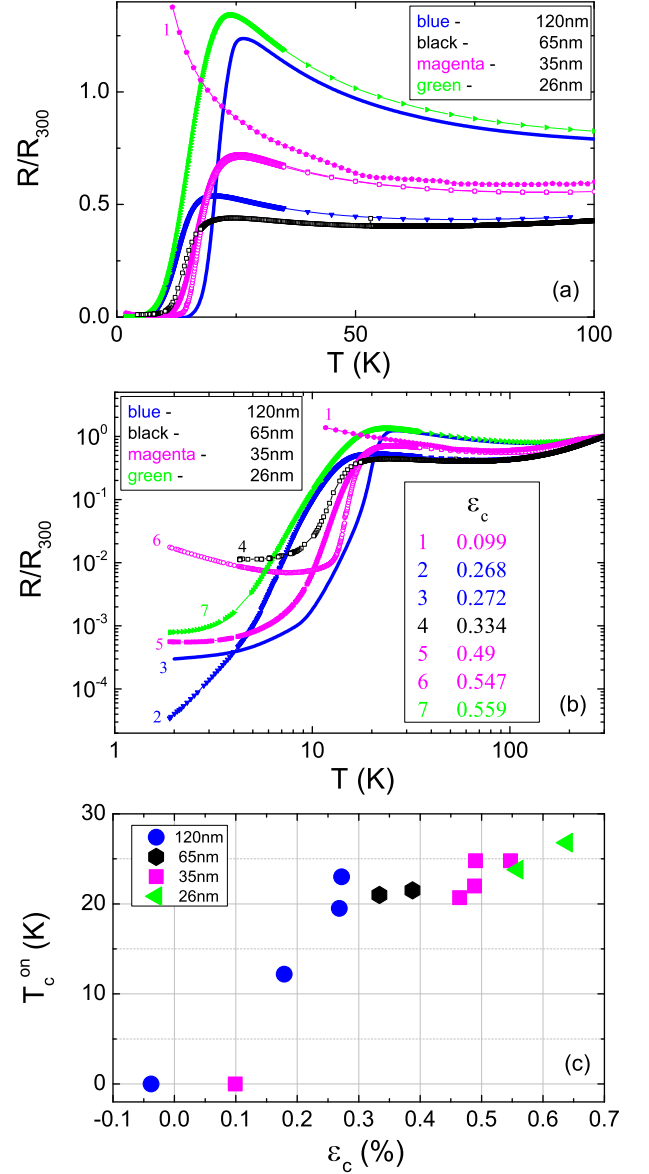 1
blue - 120nm
black - 65nm
magenta - 35nm
green - 26nm
1.0
0.5
0.0
R/R300
(a)
0 25 50 75 100
T (K)
blue - 120nm
black - 65nm
magenta - 35nm
green - 26nm
1
10^0
10^-1
10^-2
10^-3
10^-4
R/R300
4
6
7
5
3
2
εc
1 0.099
2 0.268
3 0.272
4 0.334
5 0.49
6 0.547
7 0.559
(b)
1 10 100
T (K)
30
20
10
0
Tc^on (K)
120nm
65nm
35nm
26nm
(c)
-0.1 0.0 0.1 0.2 0.3 0.4 0.5 0.6 0.7
εc (%)